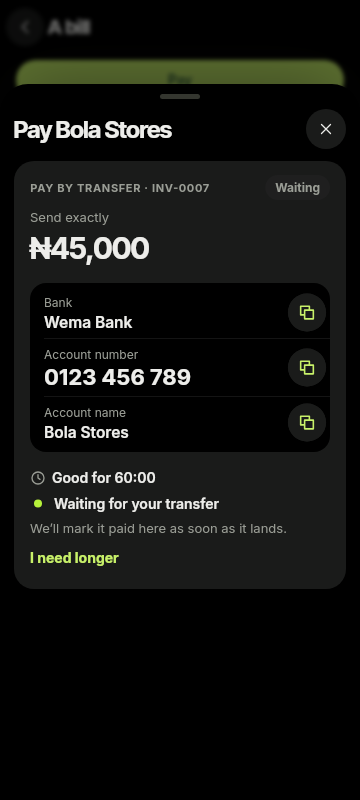 A bill
Pay
Pay Bola Stores
PAY BY TRANSFER · INV-0007
Waiting
Send exactly
₦45,000
Bank
Wema Bank
Account number
0123 456 789
Account name
Bola Stores
Good for 60:00
Waiting for your transfer
We'll mark it paid here as soon as it lands.
I need longer